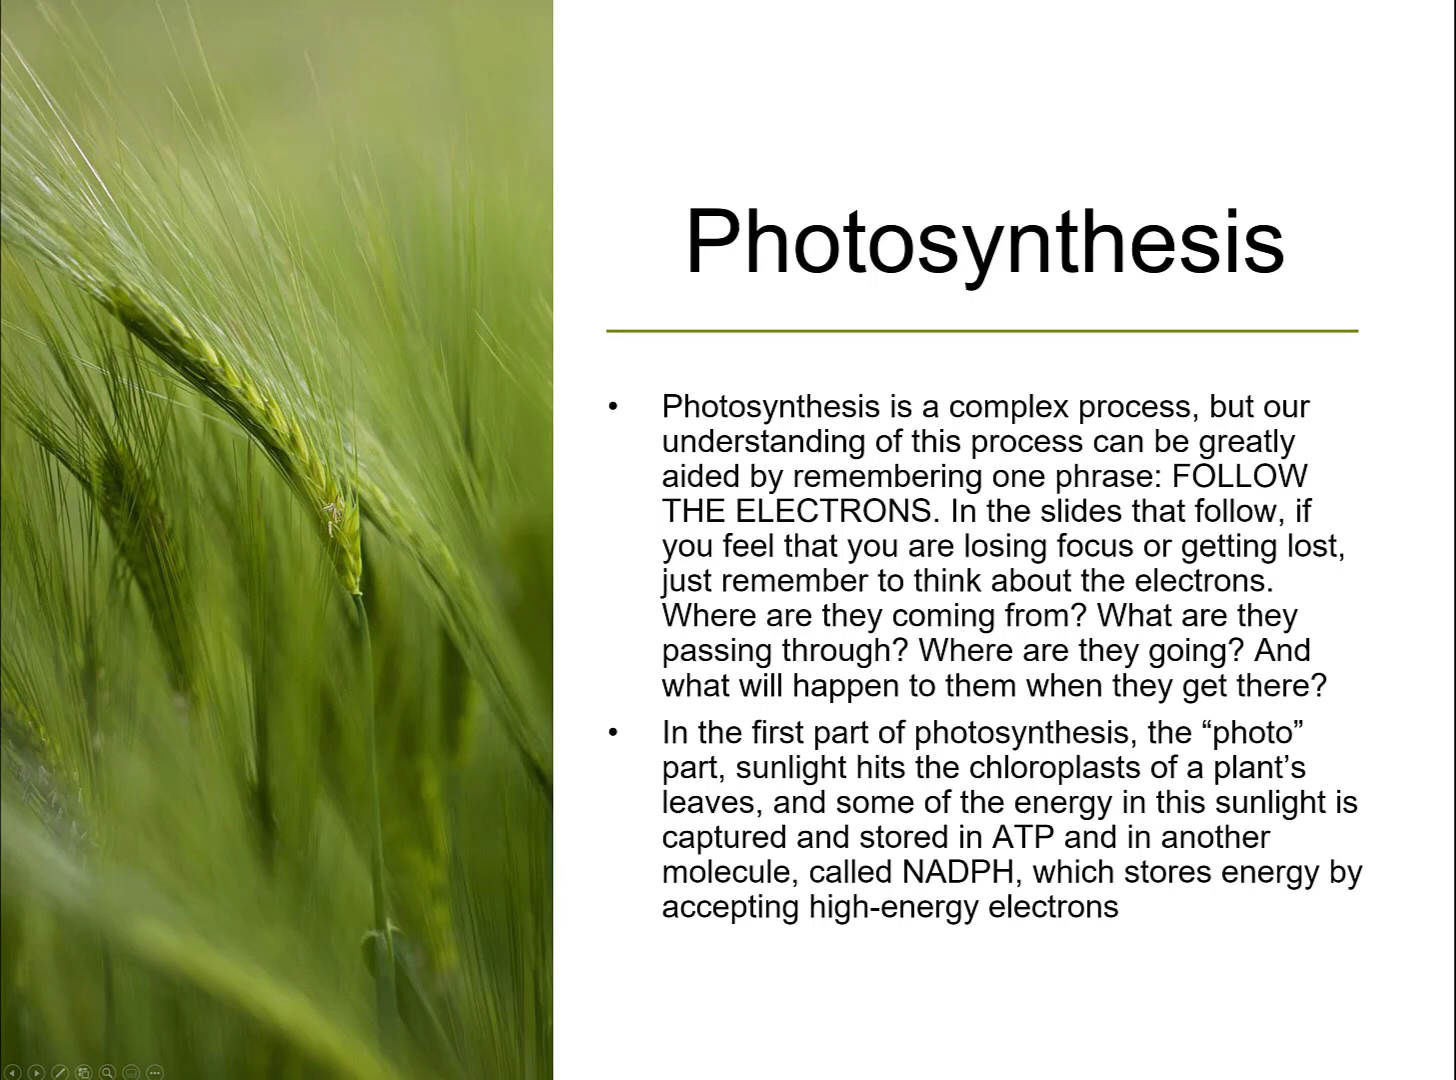 Photosynthesis
• Photosynthesis is a complex process, but our
understanding of this process can be greatly
aided by remembering one phrase: FOLLOW
THE ELECTRONS. In the slides that follow, if
you feel that you are losing focus or getting lost,
just remember to think about the electrons.
Where are they coming from? What are they
passing through? Where are they going? And
what will happen to them when they get there?
• In the first part of photosynthesis, the “photo”
part, sunlight hits the chloroplasts of a plant’s
leaves, and some of the energy in this sunlight is
captured and stored in ATP and in another
molecule, called NADPH, which stores energy by
accepting high-energy electrons